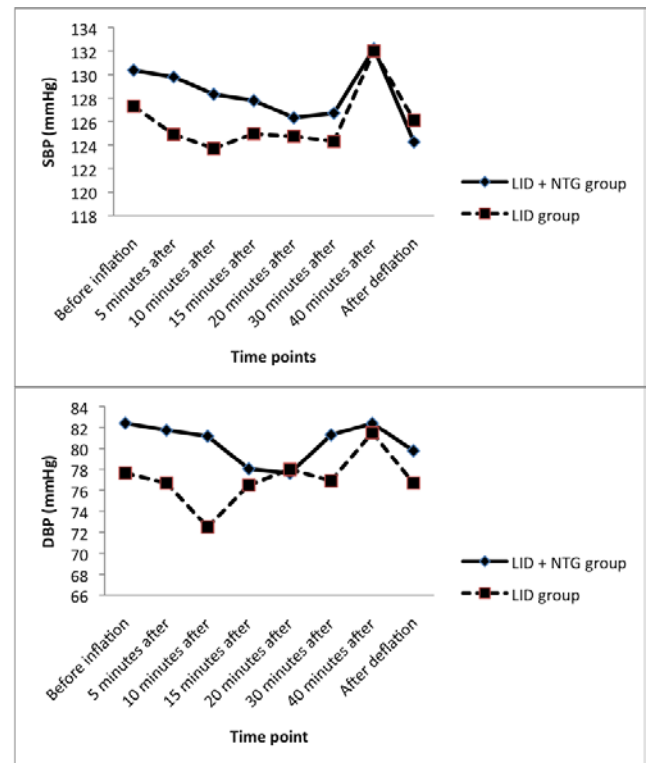 SBP (mmHg)
134
132
130
128
126
124
122
120
118
Before inflation
5 minutes after
10 minutes after
15 minutes after
20 minutes after
30 minutes after
40 minutes after
After deflation
Time points
LID + NTG group
LID group
DBP (mmHg)
84
82
80
78
76
74
72
70
68
66
Before inflation
5 minutes after
10 minutes after
15 minutes after
20 minutes after
30 minutes after
40 minutes after
After deflation
Time point
LID + NTG group
LID group